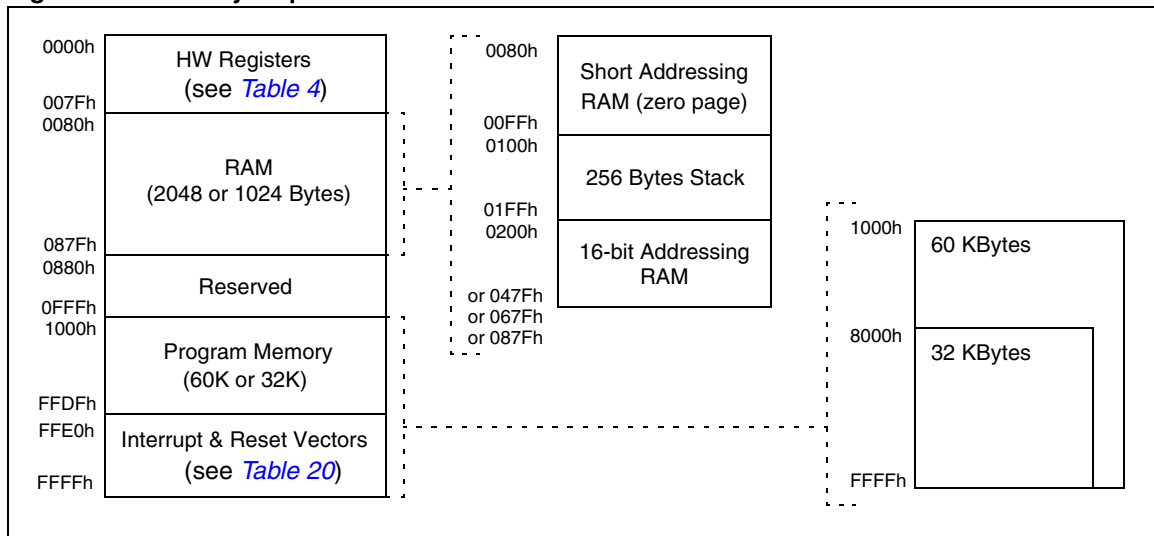 0000h
HW Registers
(see Table 4)
007Fh
0080h
RAM
(2048 or 1024 Bytes)
087Fh
0880h
Reserved
0FFFh
1000h
Program Memory
(60K or 32K)
FFDFh
FFE0h
Interrupt & Reset Vectors
(see Table 20)
FFFFh
0080h
Short Addressing
RAM (zero page)
00FFh
0100h
256 Bytes Stack
01FFh
0200h
16-bit Addressing
RAM
or 047Fh
or 067Fh
or 087Fh
1000h
60 KBytes
8000h
32 KBytes
FFFFh